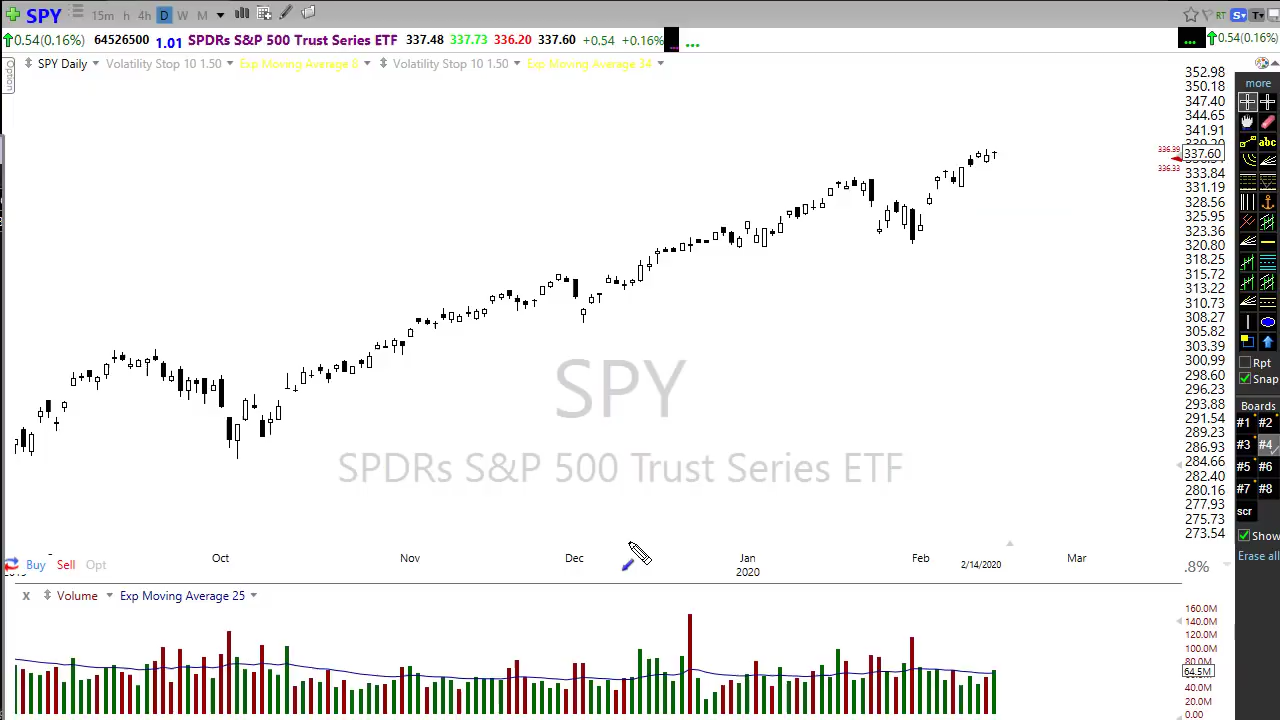 SPY 15m h 4h D W M RT S T
0.54(0.16%) 64526500 1.01 SPDRs S&P 500 Trust Series ETF 337.48 337.73 336.20 337.60 +0.54 +0.16% ... ... 0.54(0.16%)
Option
SPY Daily Volatility Stop 10 1.50 Exp Moving Average 8 Volatility Stop 10 1.50 Exp Moving Average 34
352.98
350.18
347.40
344.65
341.91
336.39
337.60
336.33
333.84
331.19
328.56
325.95
323.36
320.80
318.25
315.72
313.22
310.73
308.27
305.82
303.39
300.99
298.60
296.23
293.88
291.54
289.23
286.93
284.66
282.40
280.16
277.93
275.73
273.54
more
abc
Rpt
Snap
Boards
#1 #2
#3 #4
#5 #6
#7 #8
scr
Show
Erase all
SPY
SPDRs S&P 500 Trust Series ETF
Oct Nov Dec Jan Feb Mar
2020 2/14/2020
Buy Sell Opt .8%
x Volume Exp Moving Average 25
160.0M
140.0M
120.0M
100.0M
80.0M
64.5M
40.0M
20.0M
0.00